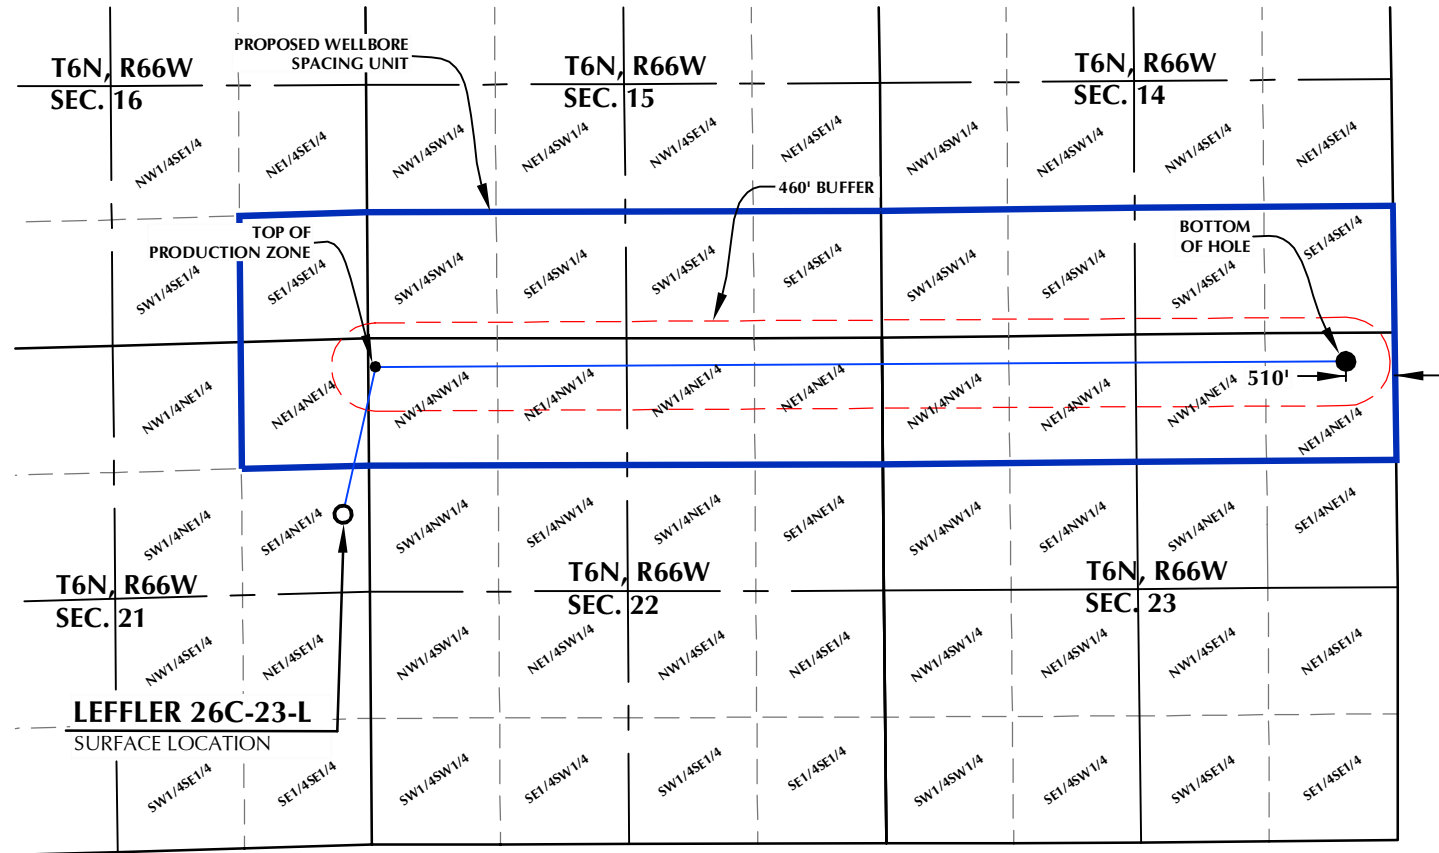 PROPOSED WELLBORE
SPACING UNIT
T6N, R66W
SEC. 16
T6N, R66W
SEC. 15
T6N, R66W
SEC. 14
NW1/4SE1/4
NE1/4SE1/4
NW1/4SW1/4
NE1/4SW1/4
NW1/4SE1/4
NE1/4SE1/4
NW1/4SW1/4
NE1/4SW1/4
NW1/4SE1/4
NE1/4SE1/4
460' BUFFER
TOP OF
PRODUCTION ZONE
BOTTOM
OF HOLE
SW1/4SE1/4
SE1/4SE1/4
SW1/4SW1/4
SE1/4SW1/4
SW1/4SE1/4
SE1/4SE1/4
SW1/4SW1/4
SE1/4SW1/4
SW1/4SE1/4
SE1/4SE1/4
510'
NW1/4NE1/4
NE1/4NE1/4
NW1/4NW1/4
NE1/4NW1/4
NW1/4NE1/4
NE1/4NE1/4
NW1/4NW1/4
NE1/4NW1/4
NW1/4NE1/4
NE1/4NE1/4
SW1/4NE1/4
SE1/4NE1/4
SW1/4NW1/4
SE1/4NW1/4
SW1/4NE1/4
SE1/4NE1/4
SW1/4NW1/4
SE1/4NW1/4
SW1/4NE1/4
SE1/4NE1/4
T6N, R66W
SEC. 21
T6N, R66W
SEC. 22
T6N, R66W
SEC. 23
NW1/4SE1/4
NE1/4SE1/4
NW1/4SW1/4
NE1/4SW1/4
NW1/4SE1/4
NE1/4SE1/4
NW1/4SW1/4
NE1/4SW1/4
NW1/4SE1/4
NE1/4SE1/4
LEFFLER 26C-23-L
SURFACE LOCATION
SW1/4SE1/4
SE1/4SE1/4
SW1/4SW1/4
SE1/4SW1/4
SW1/4SE1/4
SE1/4SE1/4
SW1/4SW1/4
SE1/4SW1/4
SW1/4SE1/4
SE1/4SE1/4